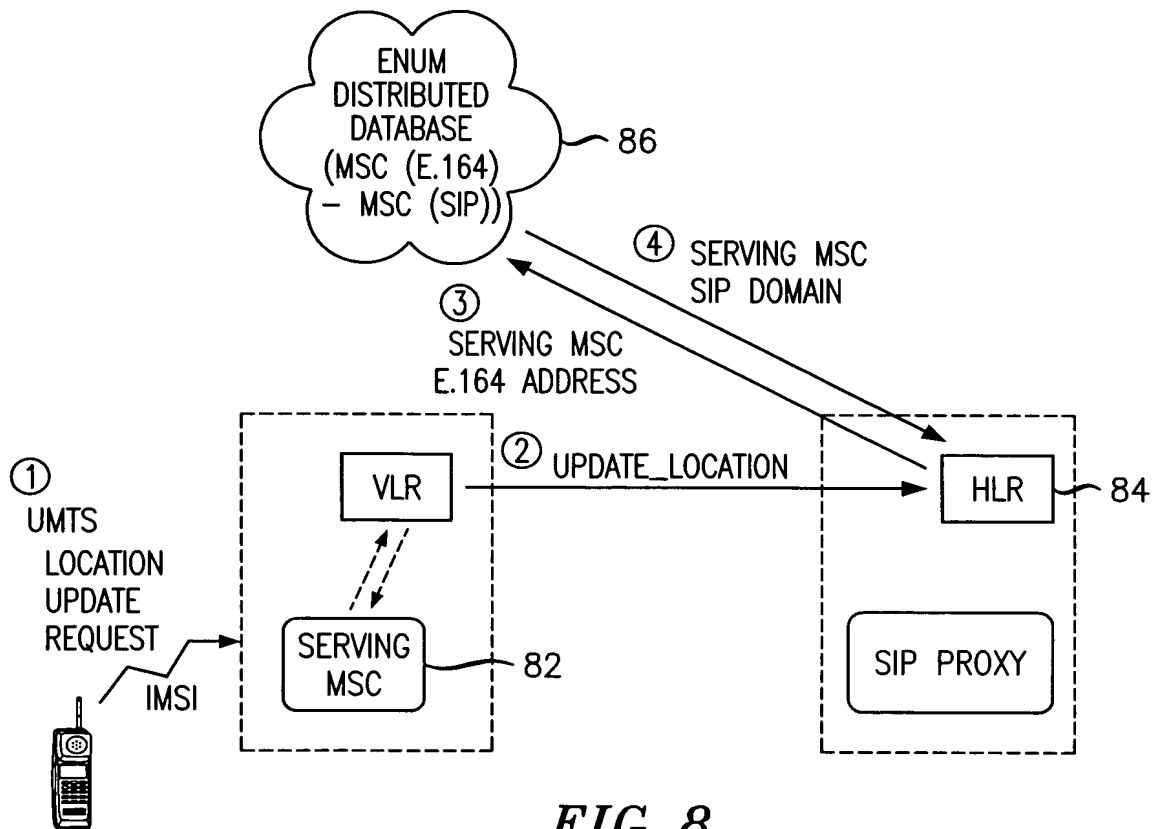 ENUM
DISTRIBUTED
DATABASE
(MSC (E.164)
– MSC (SIP))
86
④ SERVING MSC
SIP DOMAIN
③
SERVING MSC
E.164 ADDRESS
①
UMTS
LOCATION
UPDATE
REQUEST
IMSI
VLR
② UPDATE_LOCATION
HLR
84
SERVING
MSC
82
SIP PROXY
FIG. 8